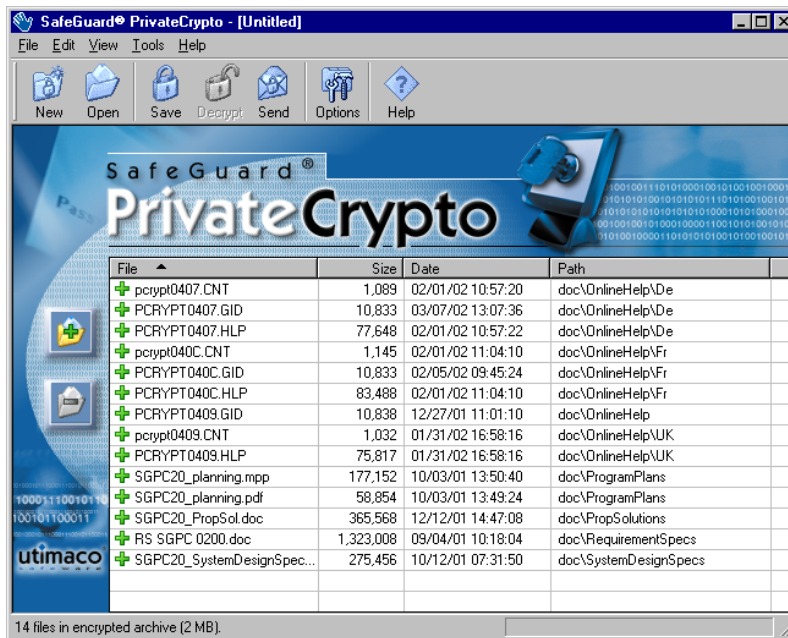 SafeGuard® PrivateCrypto - [Untitled]
File Edit View Tools Help
New Open Save Decrypt Send Options Help
SafeGuard®
PrivateCrypto
Pass
File Size Date Path
pcrypt0407.CNT 1,089 02/01/02 10:57:20 doc\OnlineHelp\De
PCRYPT0407.GID 10,833 03/07/02 13:07:36 doc\OnlineHelp\De
PCRYPT0407.HLP 77,648 02/01/02 10:57:22 doc\OnlineHelp\De
pcrypt040C.CNT 1,145 02/01/02 11:04:10 doc\OnlineHelp\Fr
PCRYPT040C.GID 10,833 02/05/02 09:45:24 doc\OnlineHelp\Fr
PCRYPT040C.HLP 83,488 02/01/02 11:04:10 doc\OnlineHelp\Fr
PCRYPT0409.GID 10,838 12/27/01 11:01:10 doc\OnlineHelp
pcrypt0409.CNT 1,032 01/31/02 16:58:16 doc\OnlineHelp\UK
PCRYPT0409.HLP 75,817 01/31/02 16:58:16 doc\OnlineHelp\UK
SGPC20_planning.mpp 177,152 10/03/01 13:50:40 doc\ProgramPlans
SGPC20_planning.pdf 58,854 10/03/01 13:49:24 doc\ProgramPlans
SGPC20_PropSol.doc 365,568 12/12/01 14:47:08 doc\PropSolutions
RS SGPC 0200.doc 1,323,008 09/04/01 10:18:04 doc\RequirementSpecs
SGPC20_SystemDesignSpec... 275,456 10/12/01 07:31:50 doc\SystemDesignSpecs
10001110010110
100101100011
utimaco
software
14 files in encrypted archive (2 MB).